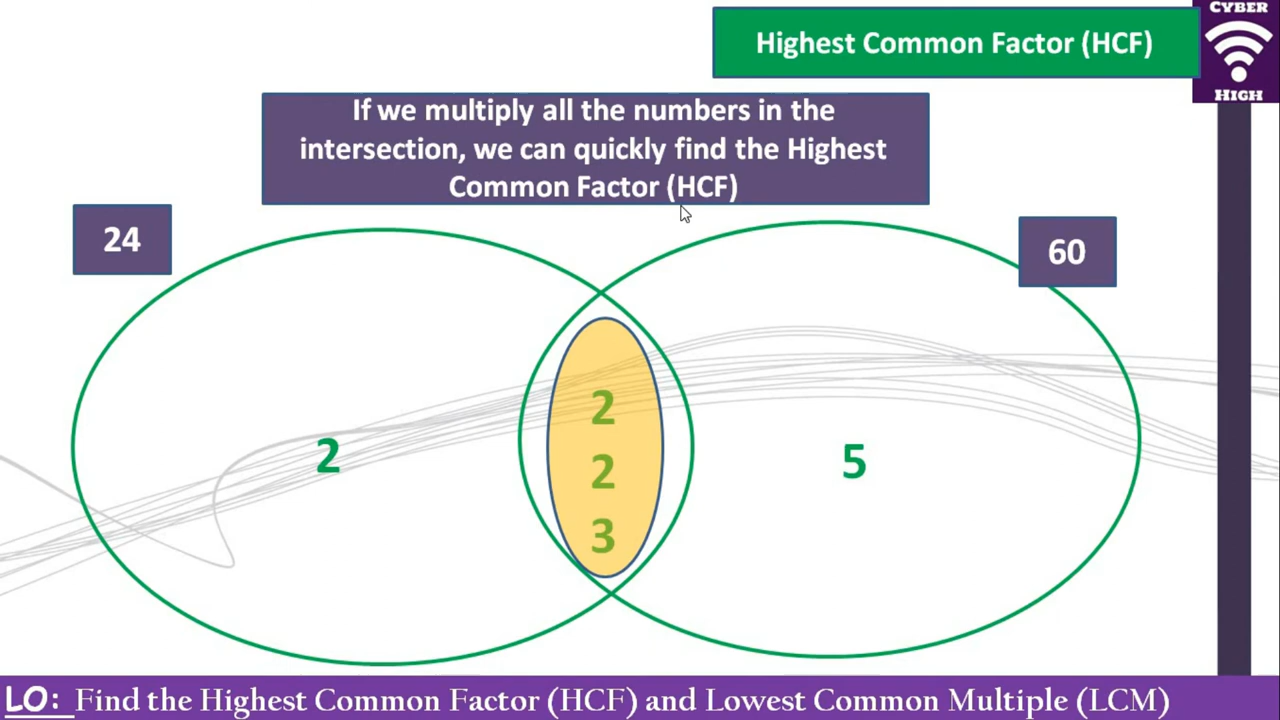 CYBER
HIGH
Highest Common Factor (HCF)
If we multiply all the numbers in the
intersection, we can quickly find the Highest
Common Factor (HCF)
24
60
2
2
2
3
5
LO: Find the Highest Common Factor (HCF) and Lowest Common Multiple (LCM)